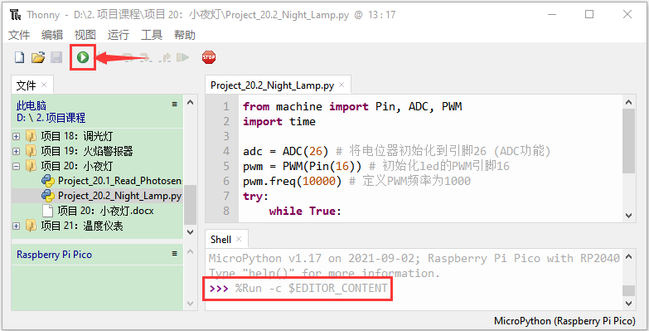 Thonny - D:\2. 项目课程\项目 20: 小夜灯\Project_20.2_Night_Lamp.py @ 13 : 17
文件 编辑 视图 运行 工具 帮助
STOP
文件
此电脑
D: \ 2. 项目课程
项目 18: 调光灯
项目 19: 火焰警报器
项目 20: 小夜灯
Project_20.1_Read_Photosen
Project_20.2_Night_Lamp.py
项目 20: 小夜灯.docx
项目 21: 温度仪表
Raspberry Pi Pico
Project_20.2_Night_Lamp.py
1 from machine import Pin, ADC, PWM
2 import time
3
4 adc = ADC(26) # 将电位器初始化到引脚26 (ADC功能)
5 pwm = PWM(Pin(16)) # 初始化led的PWM引脚16
6 pwm.freq(10000) # 定义PWM频率为1000
7 try:
8 while True:
Shell
MicroPython v1.17 on 2021-09-02; Raspberry Pi Pico with RP2040
Type "help()" for more information.
>>> %Run -c $EDITOR_CONTENT
MicroPython (Raspberry Pi Pico)